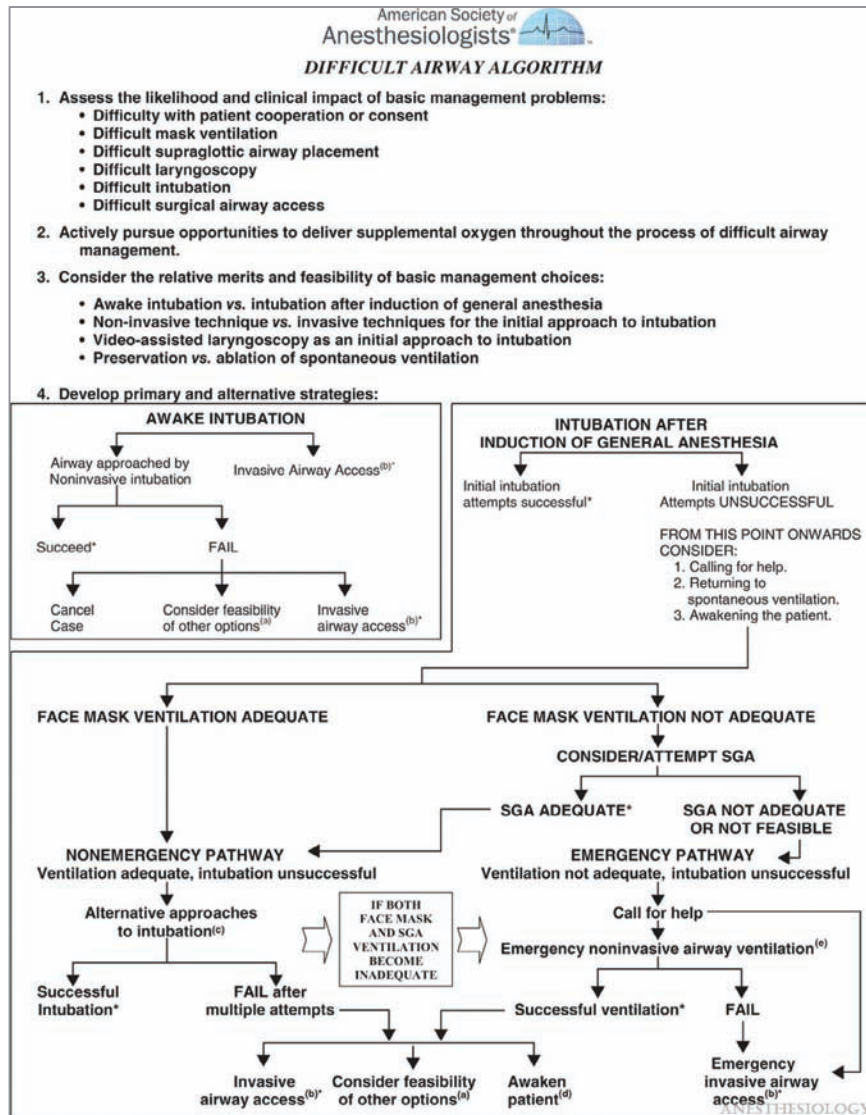 American Society of
Anesthesiologists®
™
DIFFICULT AIRWAY ALGORITHM
1. Assess the likelihood and clinical impact of basic management problems:
• Difficulty with patient cooperation or consent
• Difficult mask ventilation
• Difficult supraglottic airway placement
• Difficult laryngoscopy
• Difficult intubation
• Difficult surgical airway access
2. Actively pursue opportunities to deliver supplemental oxygen throughout the process of difficult airway
management.
3. Consider the relative merits and feasibility of basic management choices:
• Awake intubation vs. intubation after induction of general anesthesia
• Non-invasive technique vs. invasive techniques for the initial approach to intubation
• Video-assisted laryngoscopy as an initial approach to intubation
• Preservation vs. ablation of spontaneous ventilation
4. Develop primary and alternative strategies:
AWAKE INTUBATION
Airway approached by
Noninvasive intubation
Invasive Airway Access(b)*
Succeed*
FAIL
Cancel
Case
Consider feasibility
of other options(a)
Invasive
airway access(b)*
INTUBATION AFTER
INDUCTION OF GENERAL ANESTHESIA
Initial intubation
attempts successful*
Initial intubation
Attempts UNSUCCESSFUL
FROM THIS POINT ONWARDS
CONSIDER:
1. Calling for help.
2. Returning to
spontaneous ventilation.
3. Awakening the patient.
FACE MASK VENTILATION ADEQUATE
FACE MASK VENTILATION NOT ADEQUATE
CONSIDER/ATTEMPT SGA
SGA ADEQUATE*
SGA NOT ADEQUATE
OR NOT FEASIBLE
NONEMERGENCY PATHWAY
Ventilation adequate, intubation unsuccessful
EMERGENCY PATHWAY
Ventilation not adequate, intubation unsuccessful
Alternative approaches
to intubation(c)
IF BOTH
FACE MASK
AND SGA
VENTILATION
BECOME
INADEQUATE
Call for help
Emergency noninvasive airway ventilation(e)
Successful
Intubation*
FAIL after
multiple attempts
Successful ventilation*
FAIL
Invasive
airway access(b)*
Consider feasibility
of other options(a)
Awaken
patient(d)
Emergency
invasive airway
access(b)*
ANESTHESIOLOGY